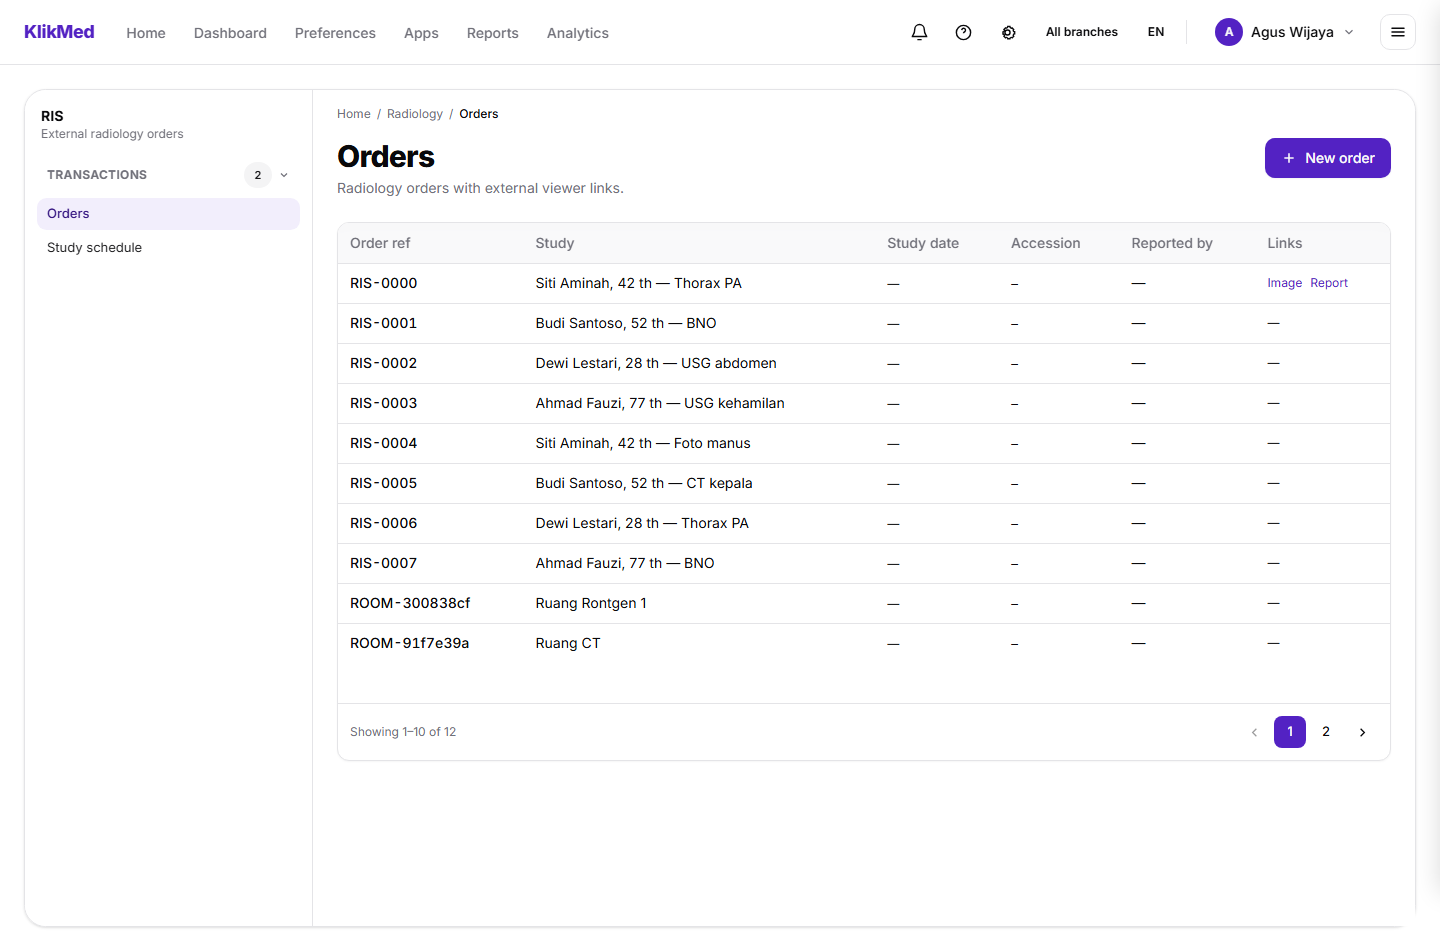 KlikMed Home Dashboard Preferences Apps Reports Analytics All branches EN A Agus Wijaya
RIS
External radiology orders
TRANSACTIONS 2
Orders
Study schedule
Home / Radiology / Orders
Orders
New order
Radiology orders with external viewer links.
Order ref Study Study date Accession Reported by Links
RIS-0000 Siti Aminah, 42 th — Thorax PA — – — Image Report
RIS-0001 Budi Santoso, 52 th — BNO — – — —
RIS-0002 Dewi Lestari, 28 th — USG abdomen — – — —
RIS-0003 Ahmad Fauzi, 77 th — USG kehamilan — – — —
RIS-0004 Siti Aminah, 42 th — Foto manus — – — —
RIS-0005 Budi Santoso, 52 th — CT kepala — – — —
RIS-0006 Dewi Lestari, 28 th — Thorax PA — – — —
RIS-0007 Ahmad Fauzi, 77 th — BNO — – — —
ROOM-300838cf Ruang Rontgen 1 — – — —
ROOM-91f7e39a Ruang CT — – — —
Showing 1–10 of 12 1 2